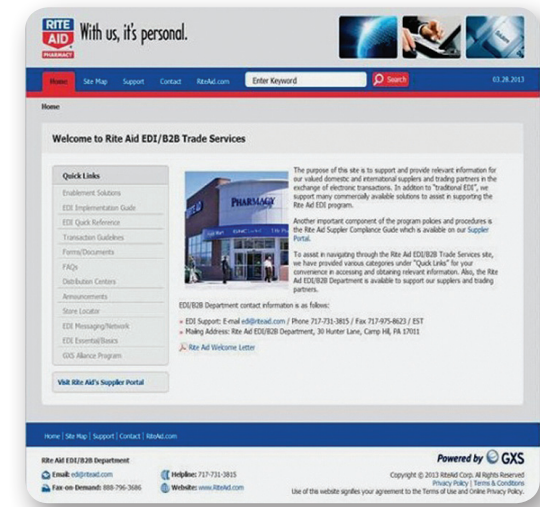 RITE
AID
PHARMACY
With us, it's personal.
Home Site Map Support Contact RiteAid.com Enter Keyword Search 03.28.2013
Home
Welcome to Rite Aid EDI/B2B Trade Services
Quick Links
Enablement Solutions
EDI Implementation Guide
EDI Quick Reference
Transaction Guidelines
Forms/Documents
FAQs
Distribution Centers
Announcements
Store Locator
EDI Messaging/Network
EDI Essential/Basics
GXS Alliance Program
Visit Rite Aid's Supplier Portal
PHARMACY
The purpose of this site is to support and provide relevant information for
our valued domestic and international suppliers and trading partners in the
exchange of electronic transactions. In addition to "traditional EDI", we
support many commercially available solutions to assist in supporting the
Rite Aid EDI program.
Another important component of the program policies and procedures is
the Rite Aid Supplier Compliance Guide which is available on our Supplier
Portal.
To assist in navigating through the Rite Aid EDI/B2B Trade Services site,
we have provided various categories under "Quick Links" for your
convenience in accessing and obtaining relevant information. Also, the Rite
Aid EDI/B2B Department is available to support our suppliers and trading
partners.
EDI/B2B Department contact information is as follows:
EDI Support: E-mail edi@riteaid.com / Phone 717-731-3815 / Fax 717-975-8623 / EST
Mailing Address: Rite Aid EDI/B2B Department, 30 Hunter Lane, Camp Hill, PA 17011
Rite Aid Welcome Letter
Home | Site Map | Support | Contact | RiteAid.com
Rite Aid EDI/B2B Department
Email: edi@riteaid.com Helpline: 717-731-3815
Fax-on-Demand: 888-796-3686 Website: www.RiteAid.com
Powered by GXS
Copyright © 2013 RiteAid Corp. All Rights Reserved
Privacy Policy | Terms & Conditions
Use of this website signifies your agreement to the Terms of Use and Online Privacy Policy.